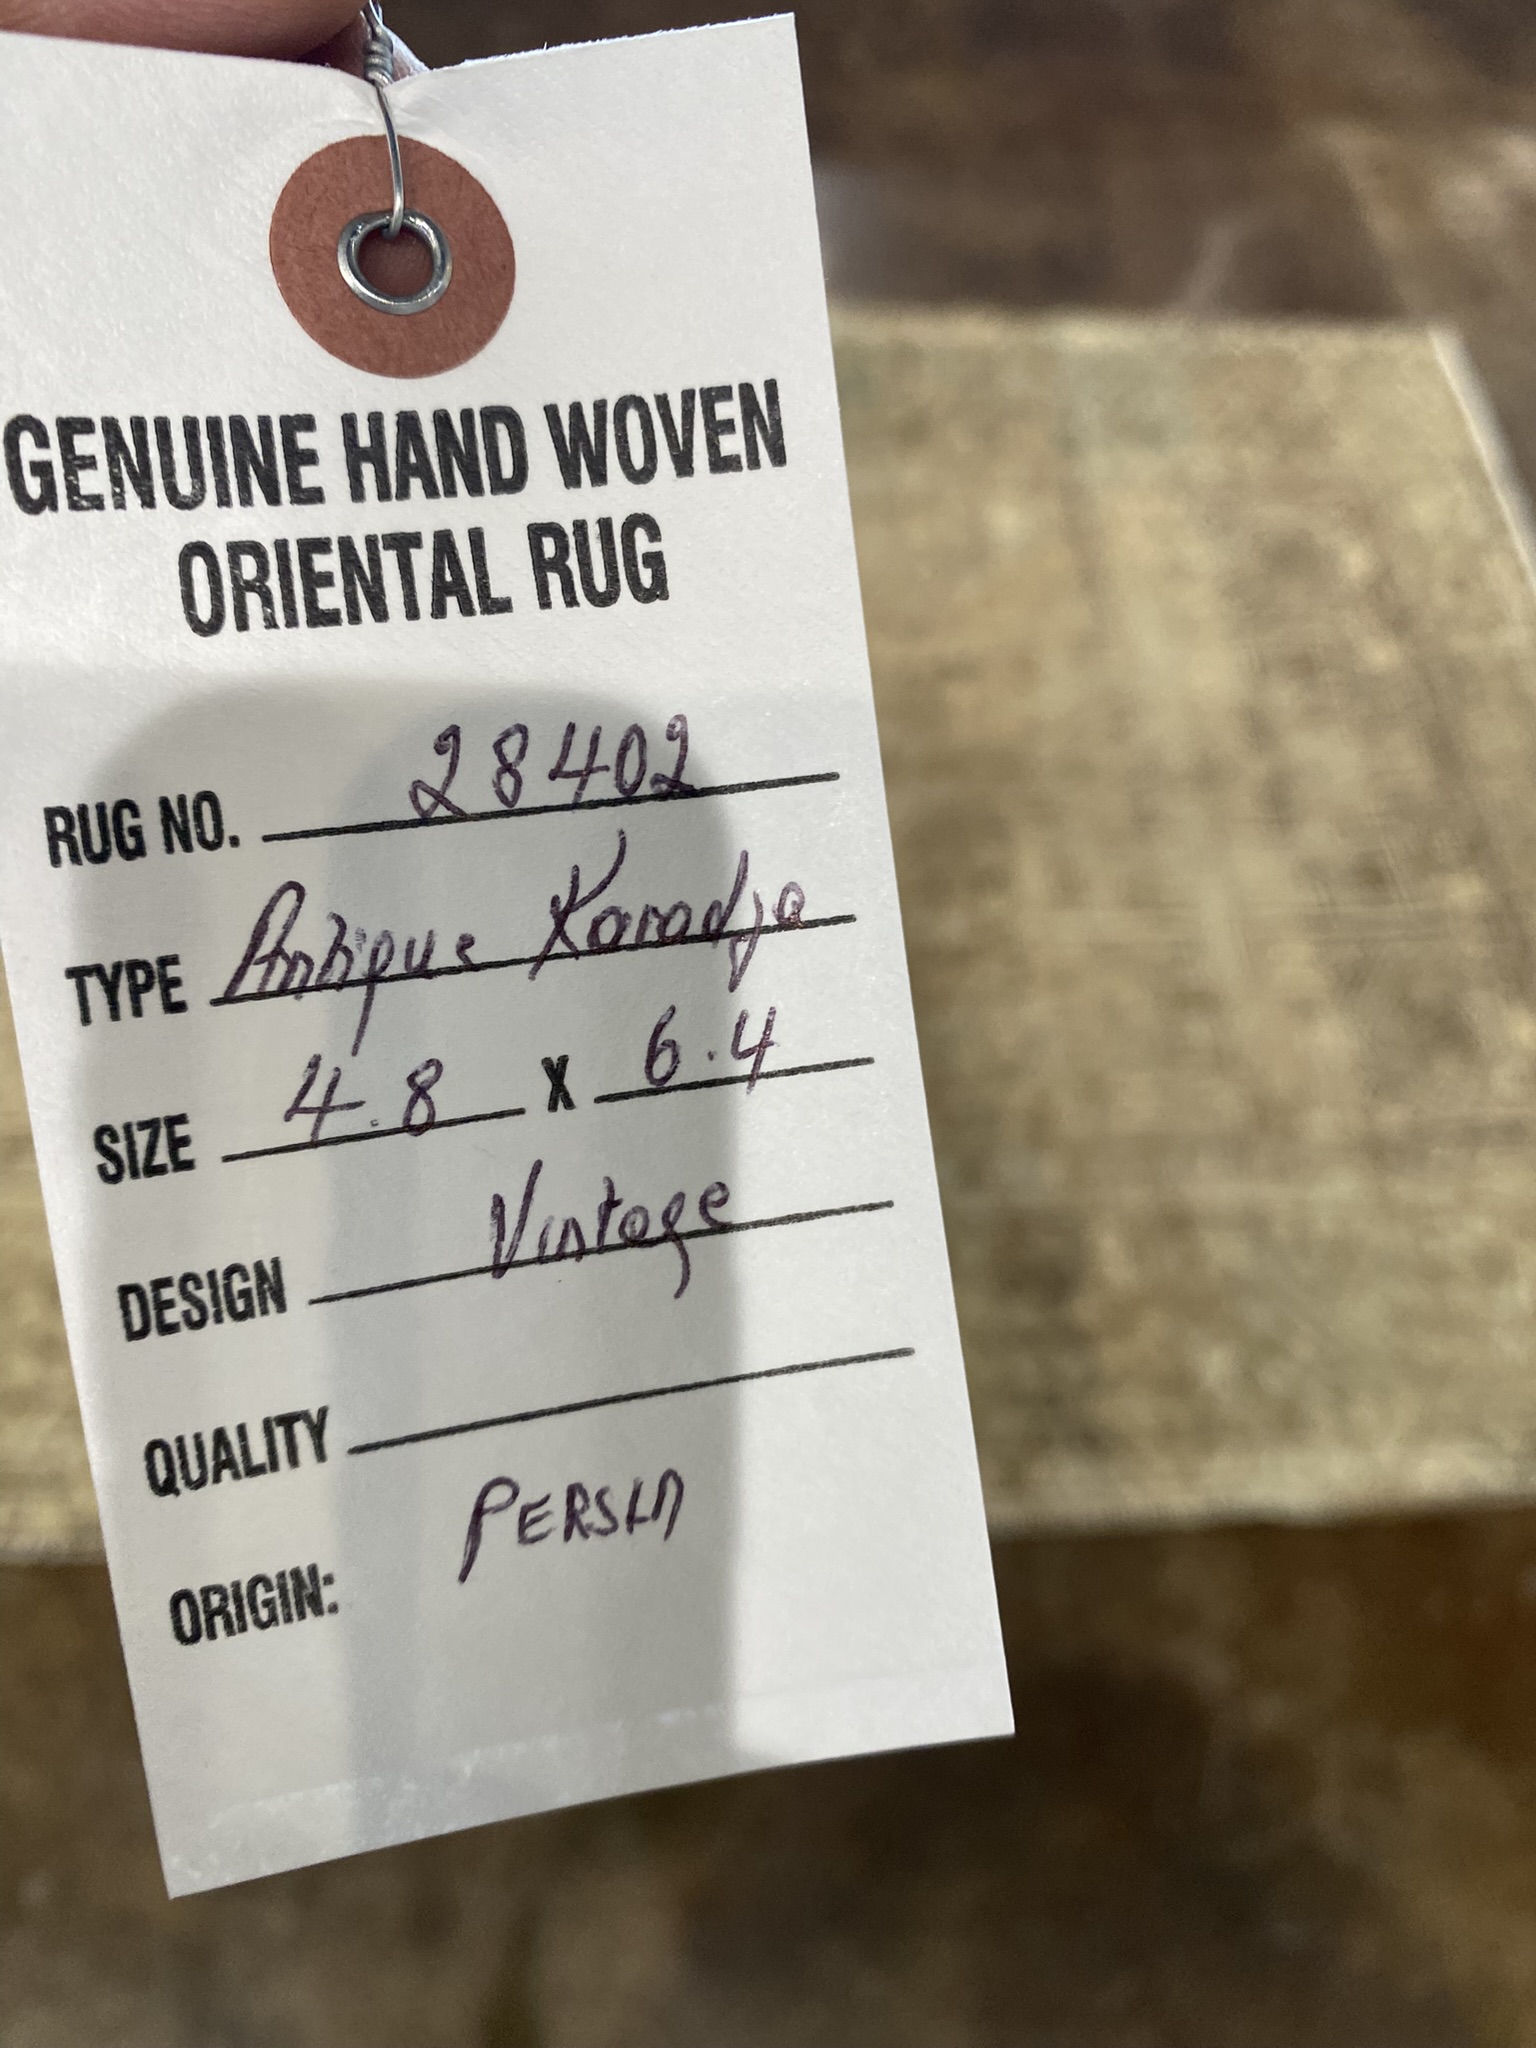 GENUINE HAND WOVEN
ORIENTAL RUG
RUG NO. 28402
TYPE Antique Karadja
SIZE 4.8 X 6.4
DESIGN Vintage
QUALITY
ORIGIN: PERSIA